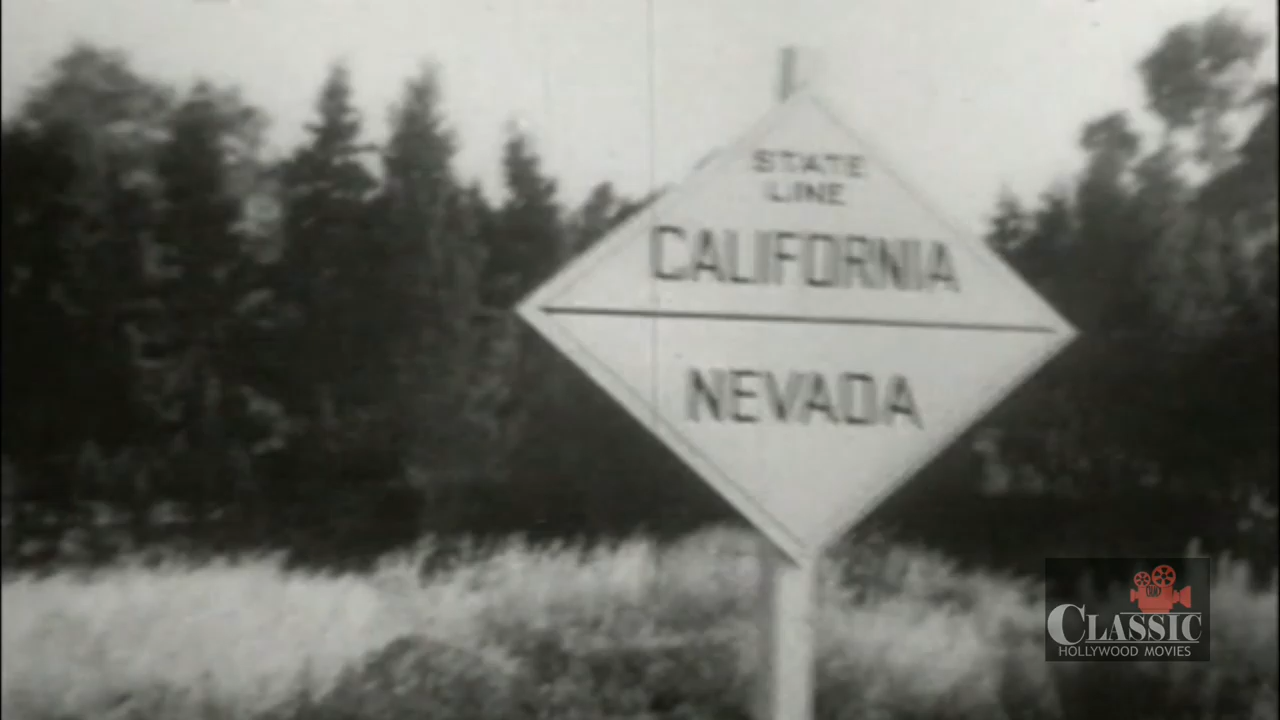 STATE
LINE
CALIFORNIA
NEVADA
CLASSIC
HOLLYWOOD MOVIES